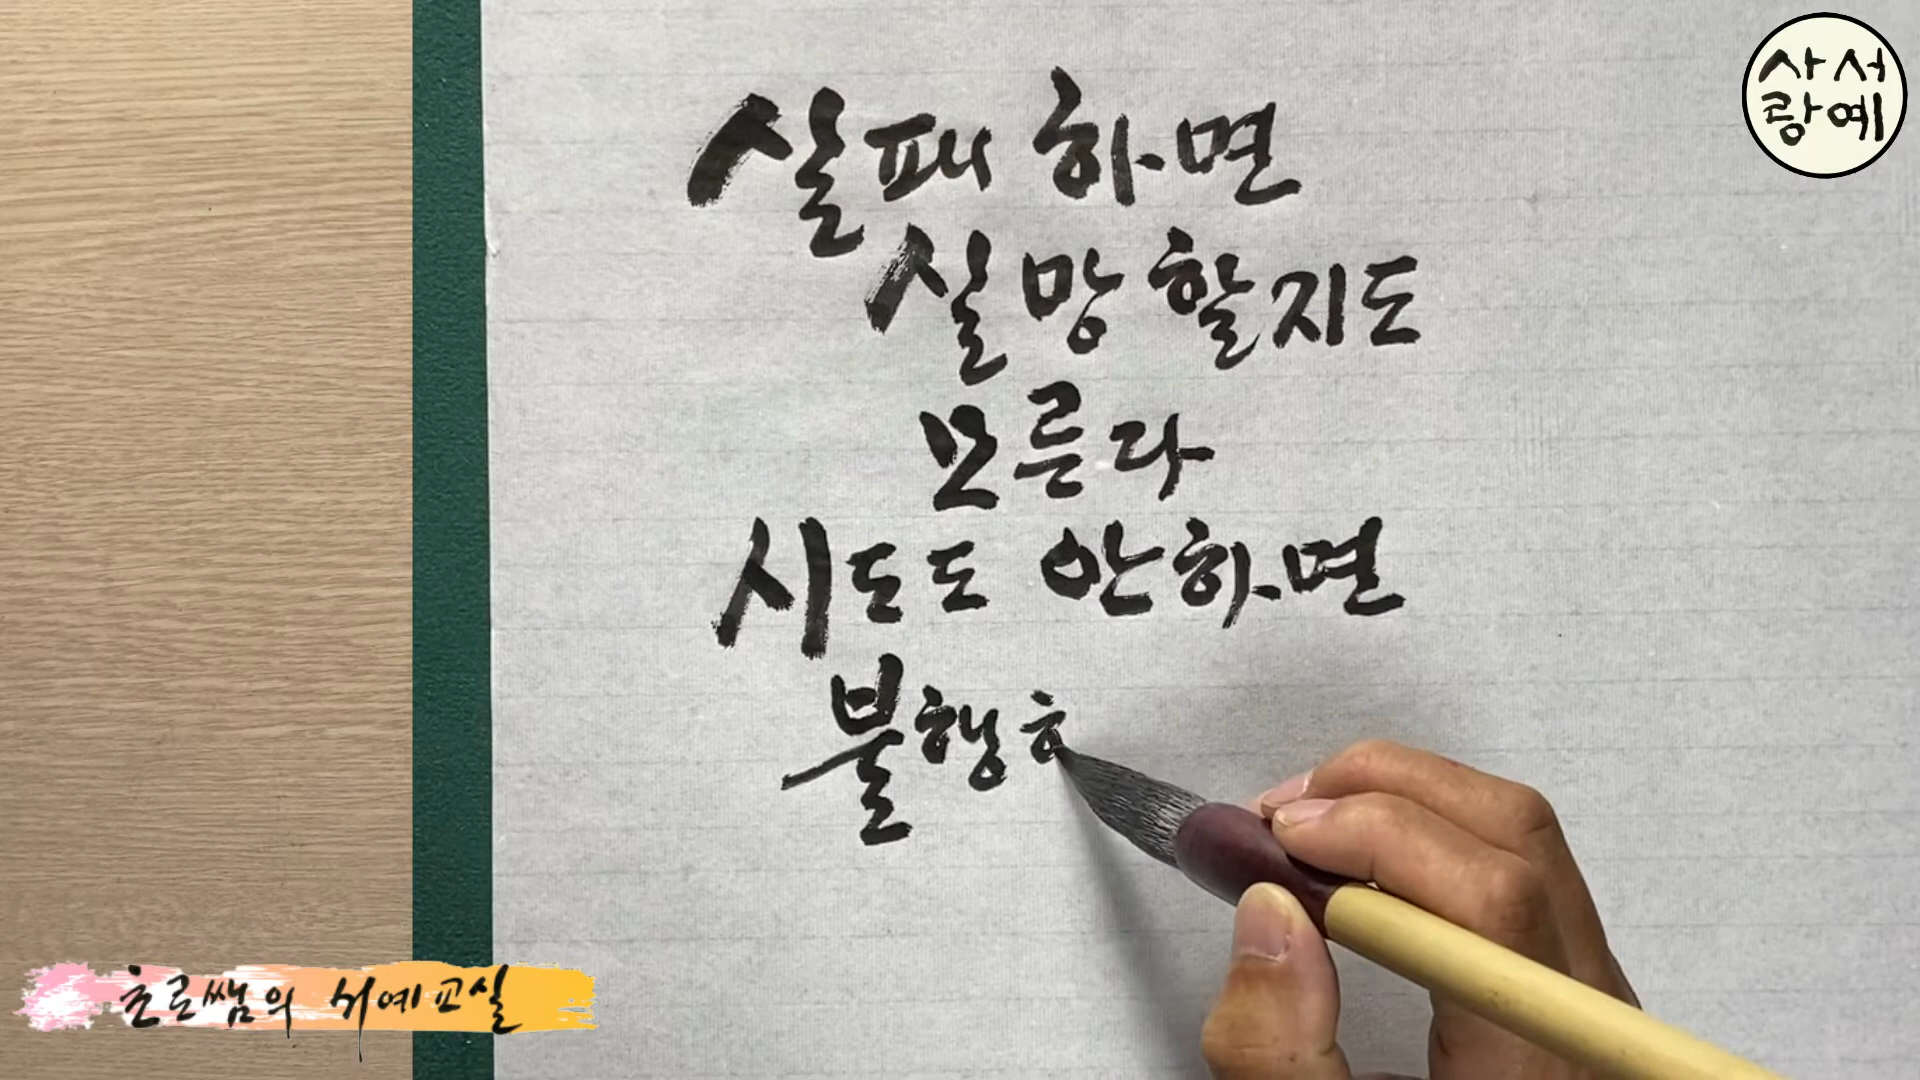 실패하면
실망할지도
모른다
시도도 안하면
불행ㅎ
서예
사랑
초로쌤의 서예교실